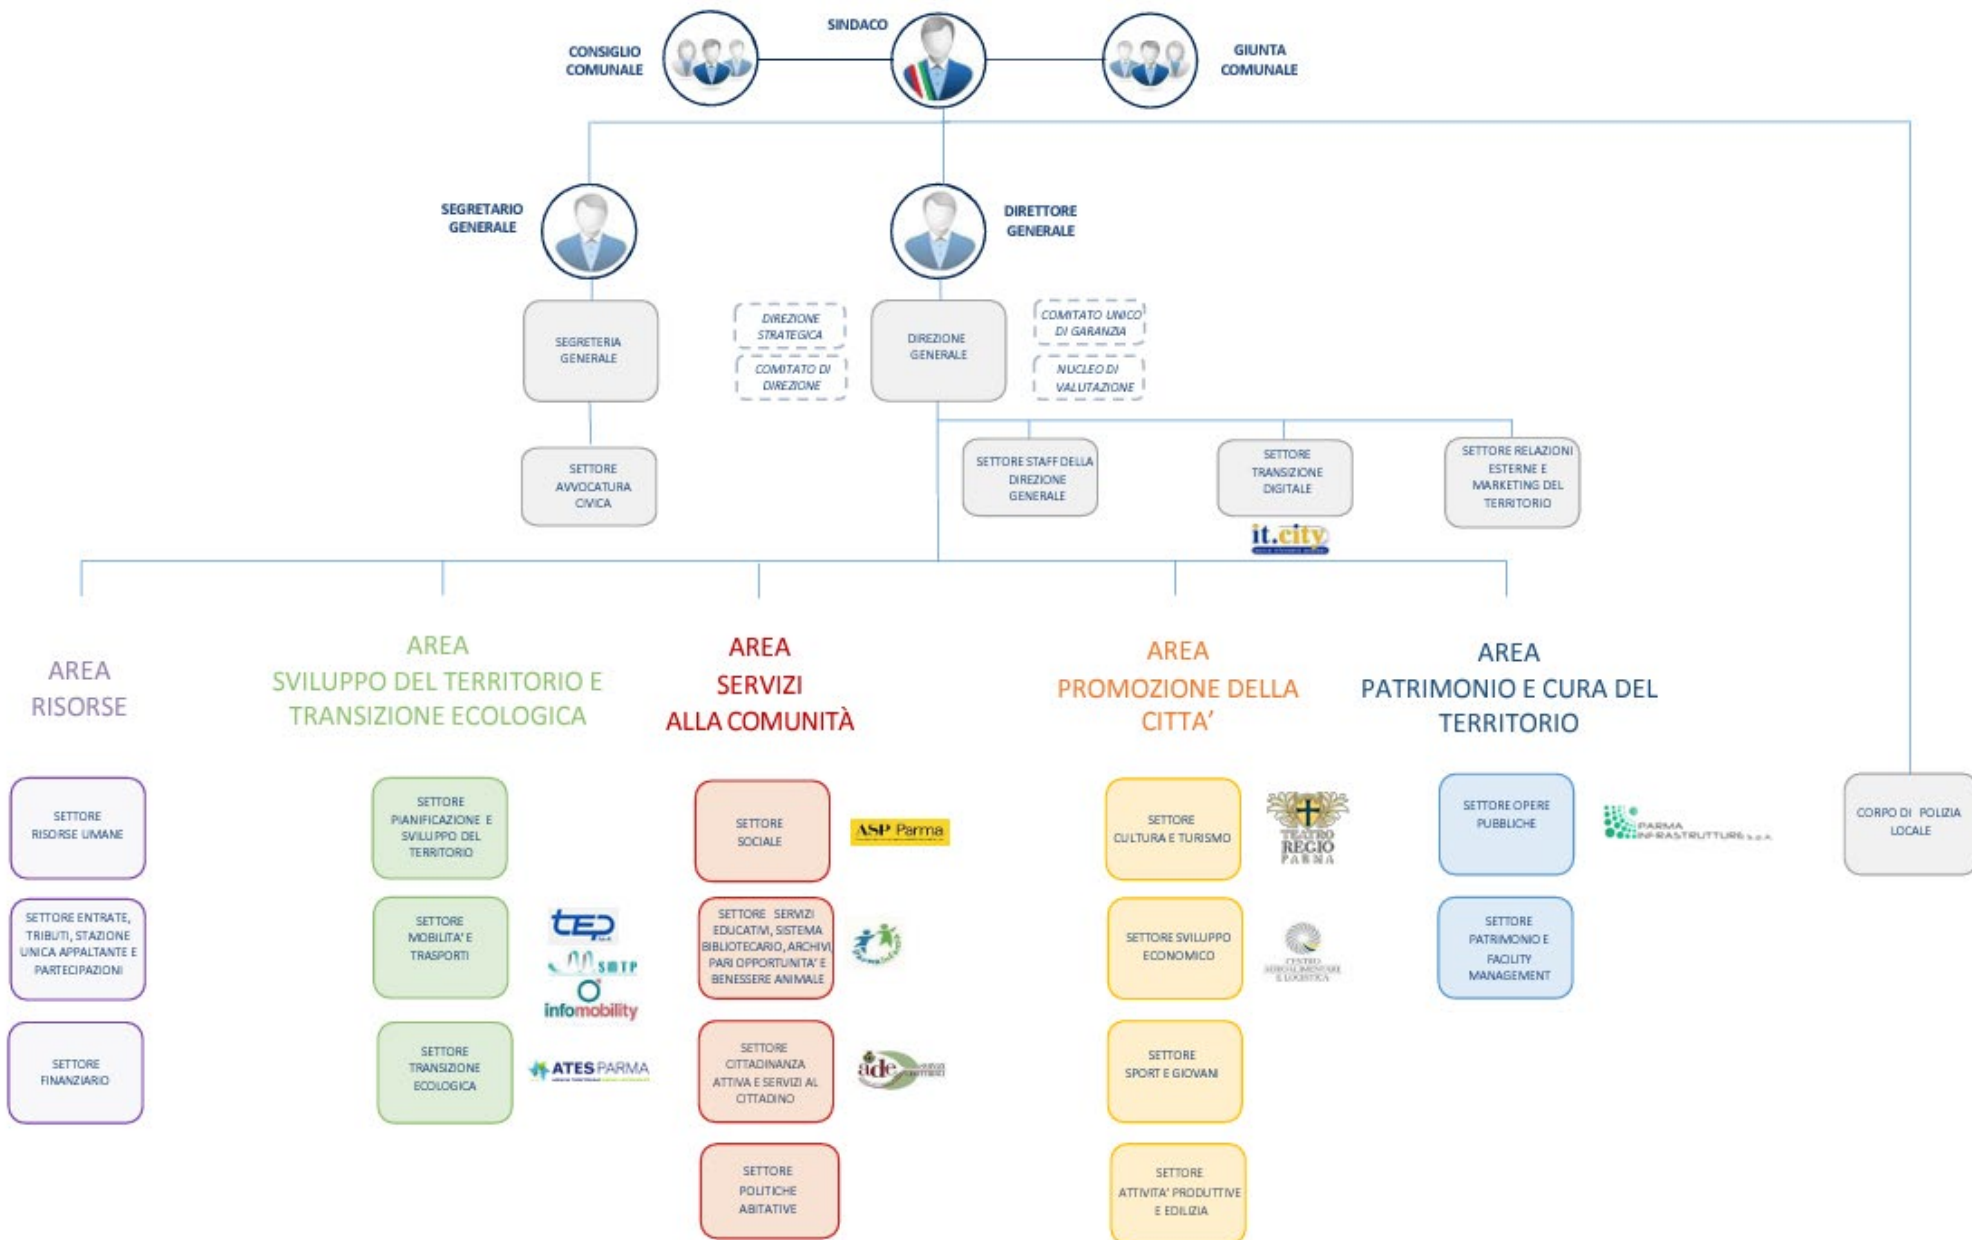 SINDACO
CONSIGLIO
COMUNALE
GIUNTA
COMUNALE
SEGRETARIO
GENERALE
DIRETTORE
GENERALE
SEGRETERIA
GENERALE
DIREZIONE
STRATEGICA
COMITATO DI
DIREZIONE
DIREZIONE
GENERALE
COMITATO UNICO
DI GARANZIA
NUCLEO DI
VALUTAZIONE
SETTORE
AVVOCATURA
CIVICA
SETTORE STAFF DELLA
DIREZIONE
GENERALE
SETTORE
TRANSIZIONE
DIGITALE
it.city
SETTORE RELAZIONI
ESTERNE E
MARKETING DEL
TERRITORIO
AREA
RISORSE
SETTORE
RISORSE UMANE
SETTORE ENTRATE,
TRIBUTI, STAZIONE
UNICA APPALTANTE E
PARTECIPAZIONI
SETTORE
FINANZIARIO
AREA
SVILUPPO DEL TERRITORIO E
TRANSIZIONE ECOLOGICA
SETTORE
PIANIFICAZIONE E
SVILUPPO DEL
TERRITORIO
SETTORE
MOBILITA' E
TRASPORTI
tep
SMTP
infomobility
SETTORE
TRANSIZIONE
ECOLOGICA
ATES PARMA
AREA
SERVIZI
ALLA COMUNITÀ
SETTORE
SOCIALE
ASP Parma
SETTORE SERVIZI
EDUCATIVI, SISTEMA
BIBLIOTECARIO, ARCHIVI,
PARI OPPORTUNITA' E
BENESSERE ANIMALE
SETTORE
CITTADINANZA
ATTIVA E SERVIZI AL
CITTADINO
ade
SETTORE
POLITICHE
ABITATIVE
AREA
PROMOZIONE DELLA
CITTA'
SETTORE
CULTURA E TURISMO
TEATRO
REGIO
PARMA
SETTORE SVILUPPO
ECONOMICO
CENTRO
AGROALIMENTARE
E LOGISTICA
SETTORE
SPORT E GIOVANI
SETTORE
ATTIVITA' PRODUTTIVE
E EDILIZIA
AREA
PATRIMONIO E CURA DEL
TERRITORIO
SETTORE OPERE
PUBBLICHE
PARMA
INFRASTRUTTURE S.p.A.
SETTORE
PATRIMONIO E
FACILITY
MANAGEMENT
CORPO DI POLIZIA
LOCALE